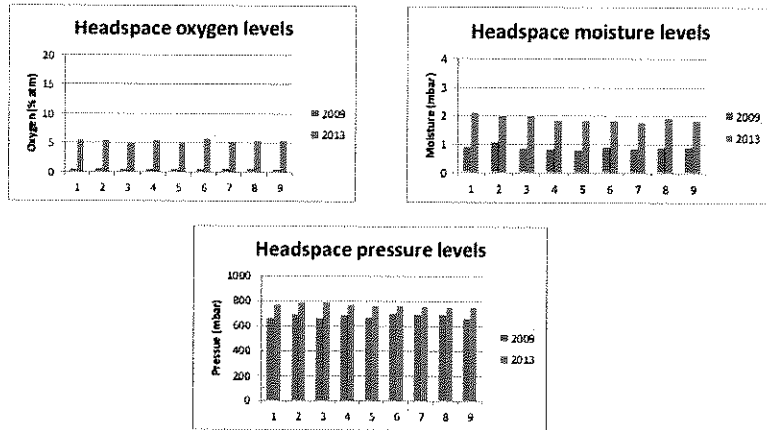 Headspace oxygen levels
20
15
10
5
0
Oxygen (% atm)
1 2 3 4 5 6 7 8 9
2009
2013
Headspace moisture levels
4
3
2
1
0
Moisture (mbar)
1 2 3 4 5 6 7 8 9
2009
2013
Headspace pressure levels
1000
800
600
400
200
0
Pressue (mbar)
1 2 3 4 5 6 7 8 9
2009
2013